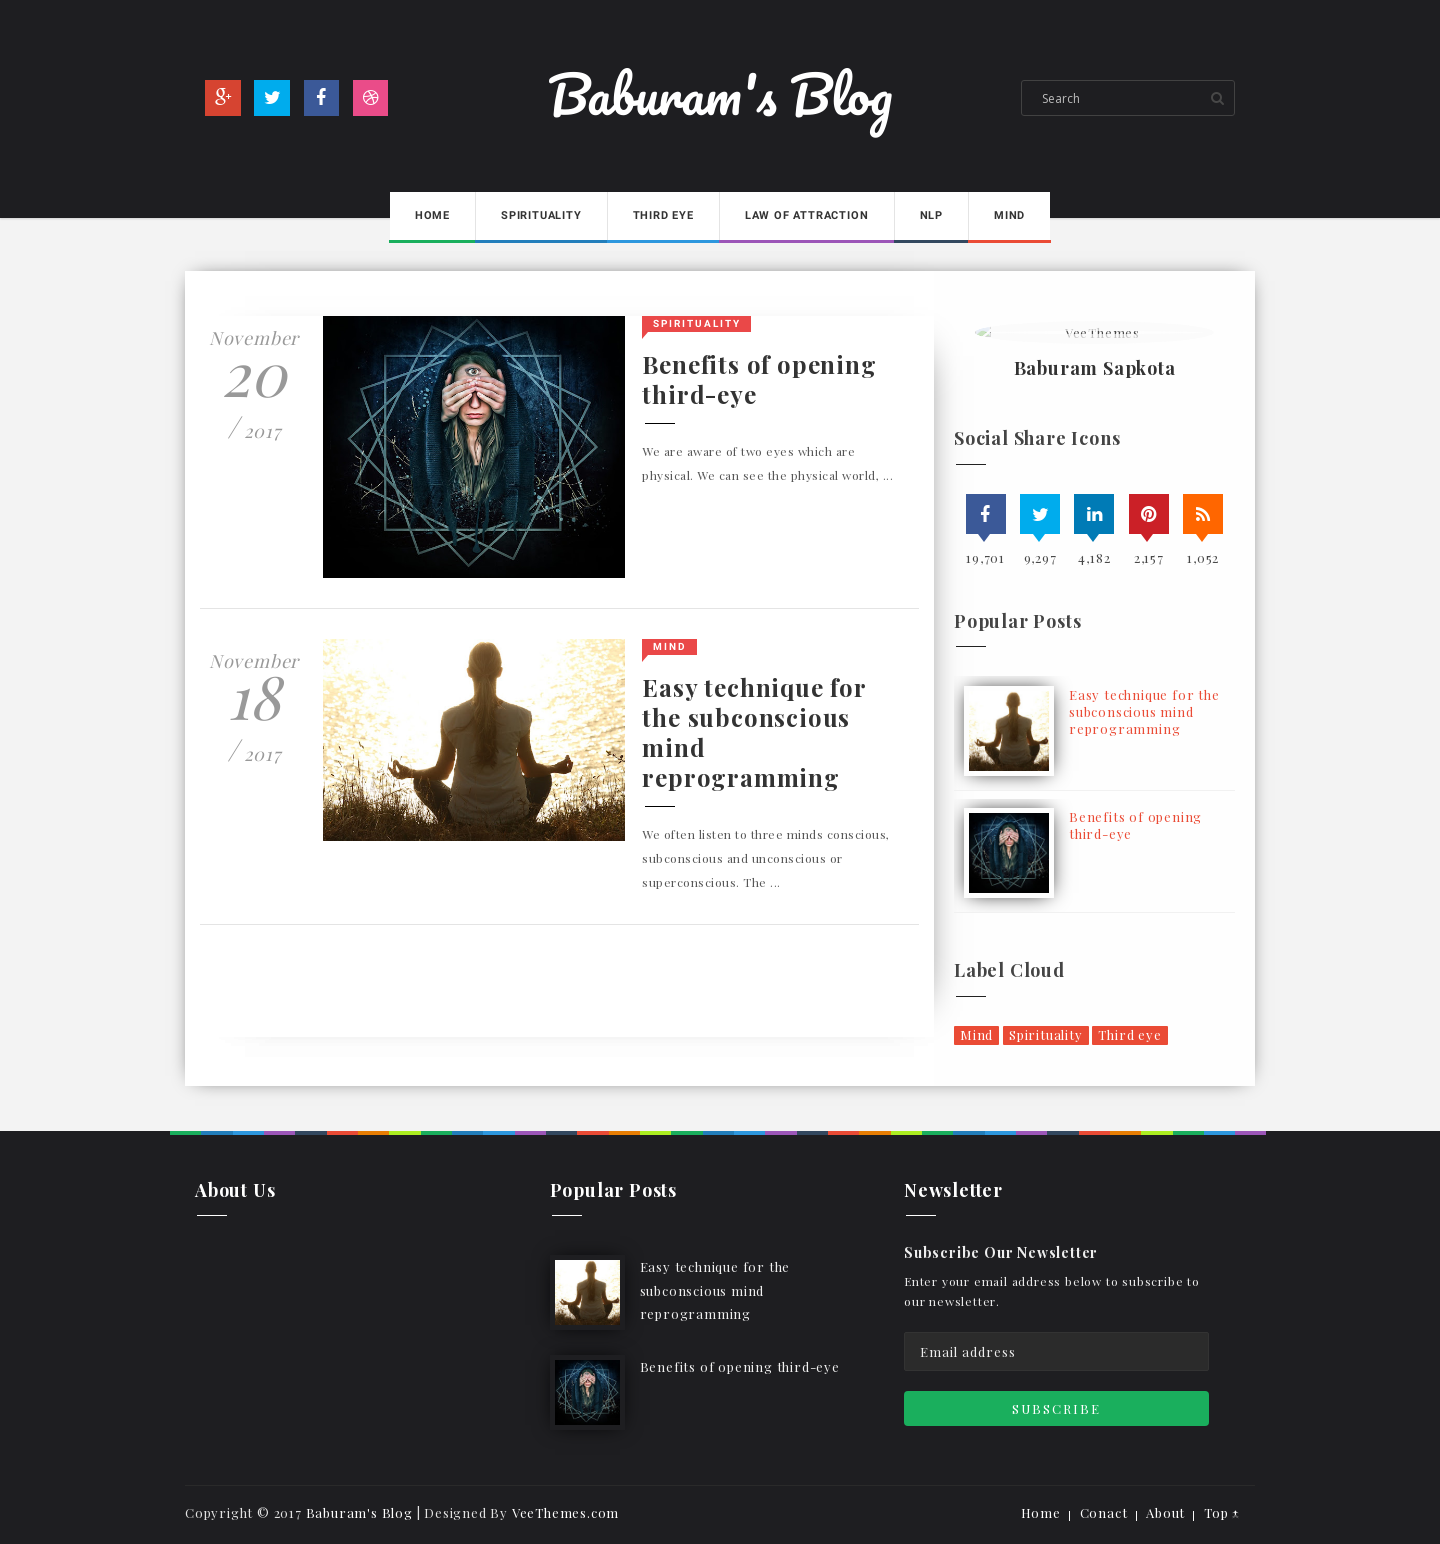 Baburam's Blog
Search
HOME
SPIRITUALITY
THIRD EYE
LAW OF ATTRACTION
NLP
MIND
November
20
/ 2017
SPIRITUALITY
Benefits of opening
third-eye
We are aware of two eyes which are
physical. We can see the physical world, ...
November
18
/ 2017
MIND
Easy technique for
the subconscious
mind
reprogramming
We often listen to three minds conscious,
subconscious and unconscious or
superconscious. The ...
VeeThemes
Baburam Sapkota
Social Share Icons
19,701
9,297
4,182
2,157
1,052
Popular Posts
Easy technique for the
subconscious mind
reprogramming
Benefits of opening
third-eye
Label Cloud
Mind
Spirituality
Third eye
About Us
Popular Posts
Easy technique for the
subconscious mind
reprogramming
Benefits of opening third-eye
Newsletter
Subscribe Our Newsletter
Enter your email address below to subscribe to
our newsletter.
Email address
SUBSCRIBE
Copyright © 2017 Baburam's Blog | Designed By VeeThemes.com
Home | Conact | About | Top ↑